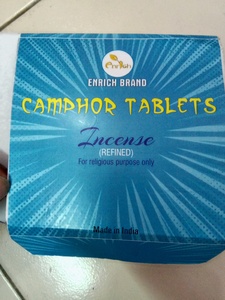 Enrich
ENRICH BRAND
CAMPHOR TABLETS
Incense
(REFINED)
For religious purpose only
Made in India